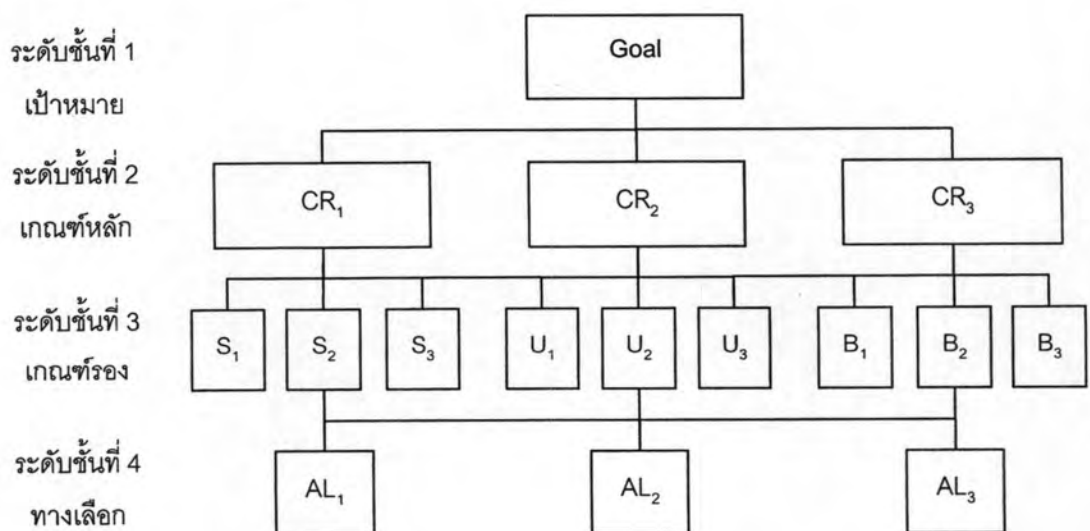 ระดับชั้นที่ 1
เป้าหมาย
Goal
ระดับชั้นที่ 2
เกณฑ์หลัก
CR₁ CR₂ CR₃
ระดับชั้นที่ 3
เกณฑ์รอง
S₁ S₂ S₃ U₁ U₂ U₃ B₁ B₂ B₃
ระดับชั้นที่ 4
ทางเลือก
AL₁ AL₂ AL₃